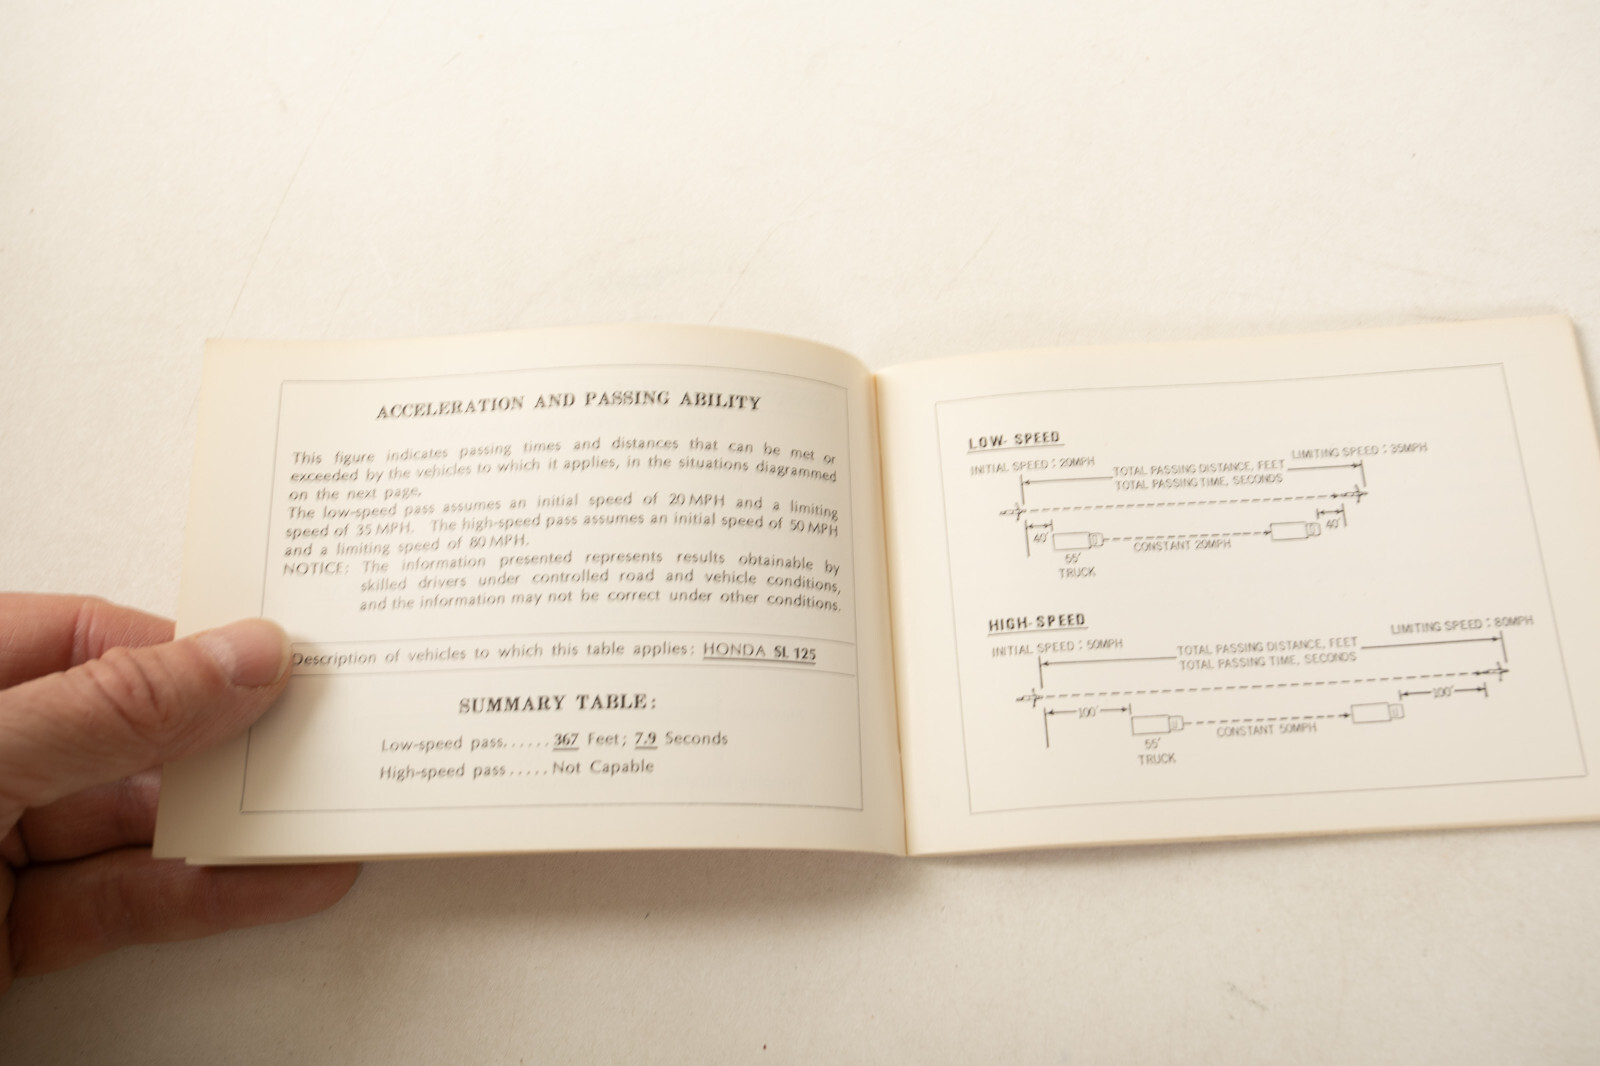 ACCELERATION AND PASSING ABILITY
This figure indicates passing times and distances that can be met or
exceeded by the vehicles to which it applies, in the situations diagrammed
on the next page.
The low-speed pass assumes an initial speed of 20 MPH and a limiting
speed of 35 MPH. The high-speed pass assumes an initial speed of 50 MPH
and a limiting speed of 80 MPH.
NOTICE: The information presented represents results obtainable by
skilled drivers under controlled road and vehicle conditions,
and the information may not be correct under other conditions.
Description of vehicles to which this table applies: HONDA SL 125
SUMMARY TABLE:
Low-speed pass...... 367 Feet; 7.9 Seconds
High-speed pass..... Not Capable
LOW-SPEED
INITIAL SPEED : 20MPH
LIMITING SPEED : 35MPH
TOTAL PASSING DISTANCE, FEET
TOTAL PASSING TIME, SECONDS
40'
40'
CONSTANT 20MPH
55'
TRUCK
HIGH-SPEED
INITIAL SPEED : 50MPH
LIMITING SPEED : 80MPH
TOTAL PASSING DISTANCE, FEET
TOTAL PASSING TIME, SECONDS
100'
100'
CONSTANT 50MPH
55'
TRUCK